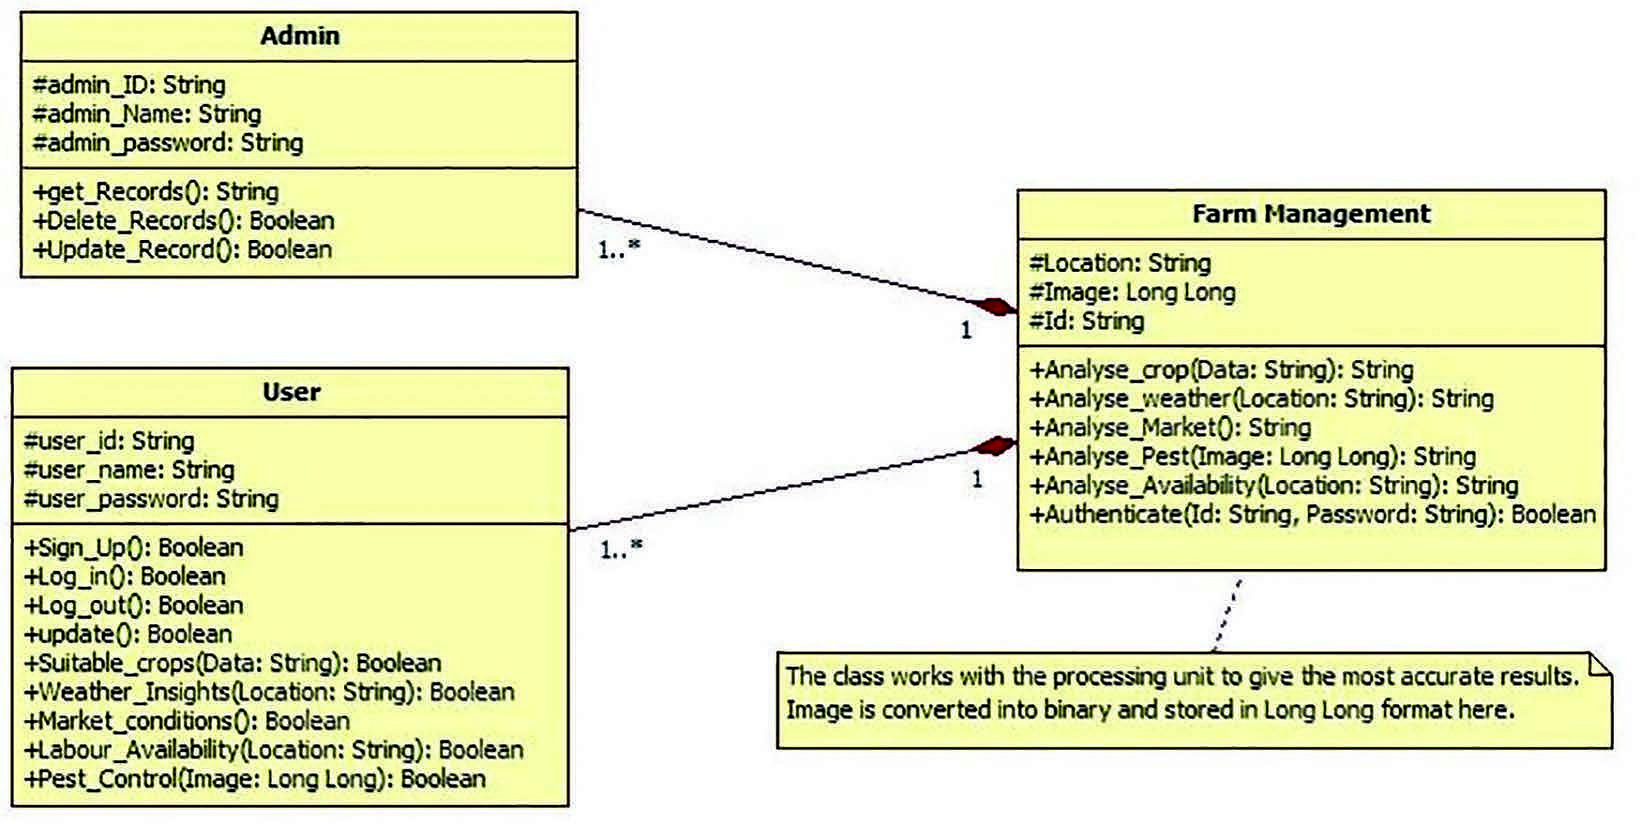 Admin
#admin_ID: String
#admin_Name: String
#admin_password: String
+get_Records(): String
+Delete_Records(): Boolean
+Update_Record(): Boolean
1..*
1
Farm Management
#Location: String
#Image: Long Long
#Id: String
+Analyse_crop(Data: String): String
+Analyse_weather(Location: String): String
+Analyse_Market(): String
+Analyse_Pest(Image: Long Long): String
+Analyse_Availability(Location: String): String
+Authenticate(Id: String, Password: String): Boolean
User
#user_id: String
#user_name: String
#user_password: String
+Sign_Up(): Boolean
+Log_in(): Boolean
+Log_out(): Boolean
+update(): Boolean
+Suitable_crops(Data: String): Boolean
+Weather_Insights(Location: String): Boolean
+Market_conditions(): Boolean
+Labour_Availability(Location: String): Boolean
+Pest_Control(Image: Long Long): Boolean
1
1..*
The class works with the processing unit to give the most accurate results.
Image is converted into binary and stored in Long Long format here.